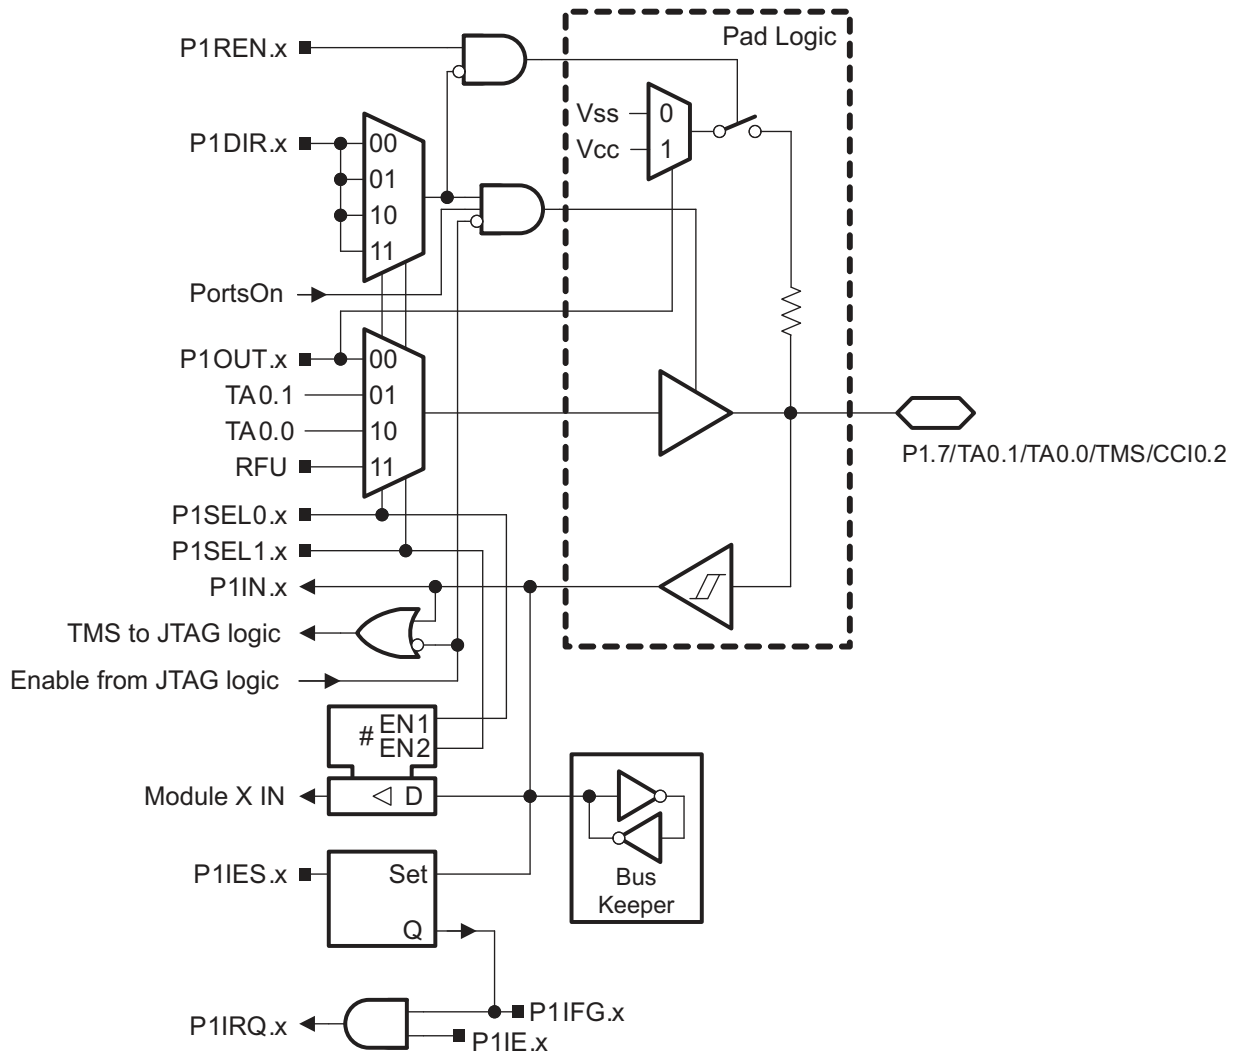 Pad Logic
P1REN.x
Vss
0
Vcc
1
P1DIR.x
00
01
10
11
PortsOn
P1OUT.x
00
TA0.1
01
TA0.0
10
RFU
11
P1.7/TA0.1/TA0.0/TMS/CCI0.2
P1SEL0.x
P1SEL1.x
P1IN.x
TMS to JTAG logic
Enable from JTAG logic
# EN1
EN2
Module X IN
D
P1IES.x
Set
Q
Bus
Keeper
P1IRQ.x
P1IFG.x
P1IE.x